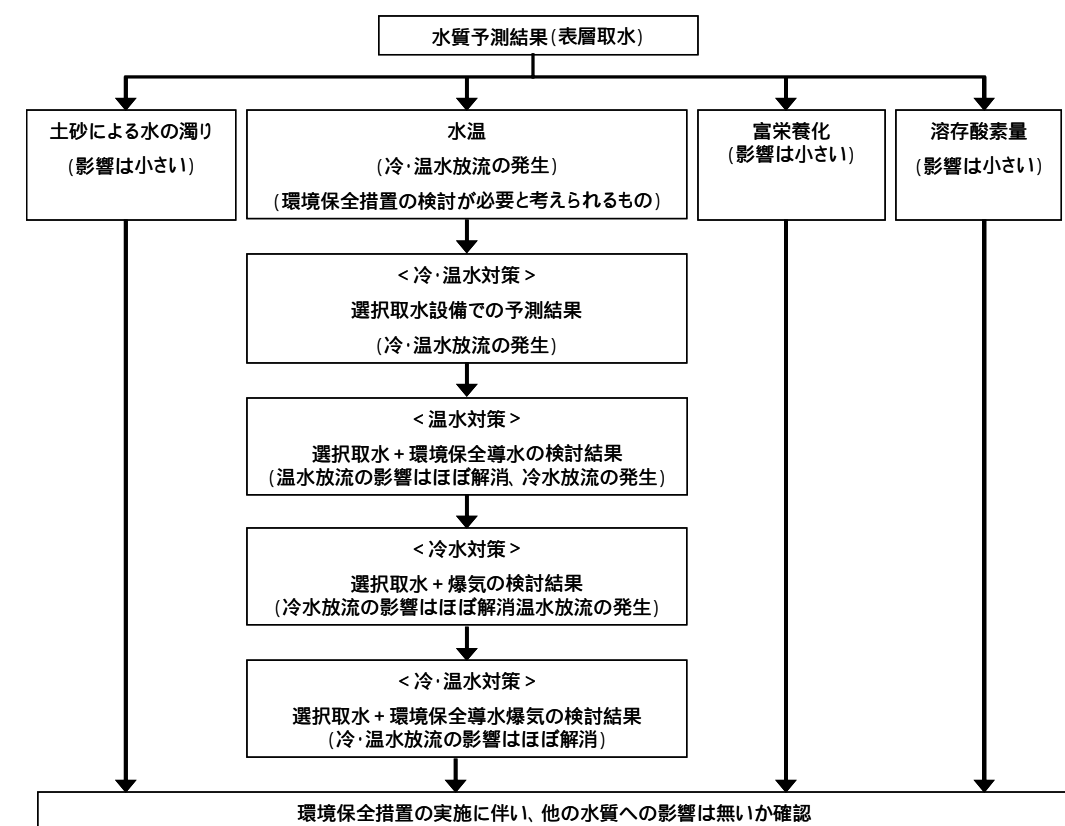 水質予測結果(表層取水)
土砂による水の濁り
(影響は小さい)
水温
(冷・温水放流の発生)
(環境保全措置の検討が必要と考えられるもの)
富栄養化
(影響は小さい)
溶存酸素量
(影響は小さい)
<冷・温水対策>
選択取水設備での予測結果
(冷・温水放流の発生)
<温水対策>
選択取水+環境保全導水の検討結果
(温水放流の影響はほぼ解消、冷水放流の発生)
<冷水対策>
選択取水+爆気の検討結果
(冷水放流の影響はほぼ解消温水放流の発生)
<冷・温水対策>
選択取水+環境保全導水爆気の検討結果
(冷・温水放流の影響はほぼ解消)
環境保全措置の実施に伴い、他の水質への影響は無いか確認